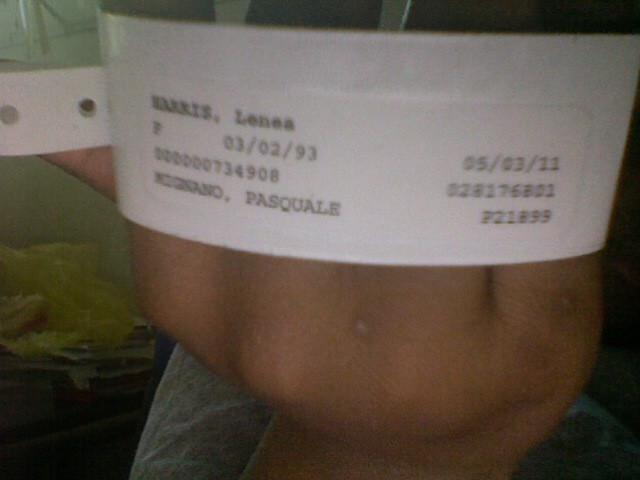 HARRIS, Lenea
F 03/02/93
000000734908
MIGNANO, PASQUALE
05/03/11
028176801
P21899